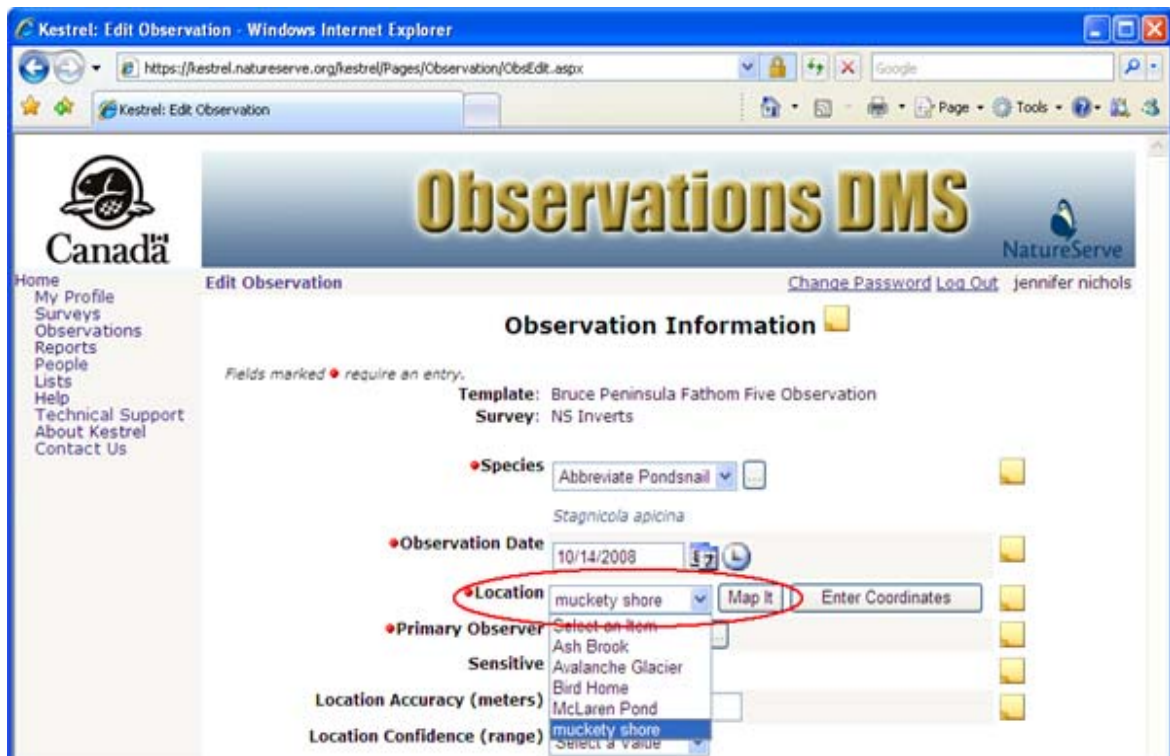 Kestrel: Edit Observation - Windows Internet Explorer
https://kestrel.natureserve.org/kestrel/Pages/Observation/ObsEdit.aspx
Google
Kestrel: Edit Observation
Page
Tools
Canada
Observations DMS
NatureServe
Home
My Profile
Surveys
Observations
Reports
People
Lists
Help
Technical Support
About Kestrel
Contact Us
Edit Observation
Change Password Log Out jennifer nichols
Observation Information
Fields marked require an entry.
Template: Bruce Peninsula Fathom Five Observation
Survey: NS Inverts
Species Abbreviate Pondsnail ...
Stagnicola apicina
Observation Date 10/14/2008
Location muckety shore Map It Enter Coordinates
Select an item
Primary Observer
Ash Brook
Sensitive Avalanche Glacier
Bird Home
Location Accuracy (meters) McLaren Pond
muckety shore
Location Confidence (range) Select a Value